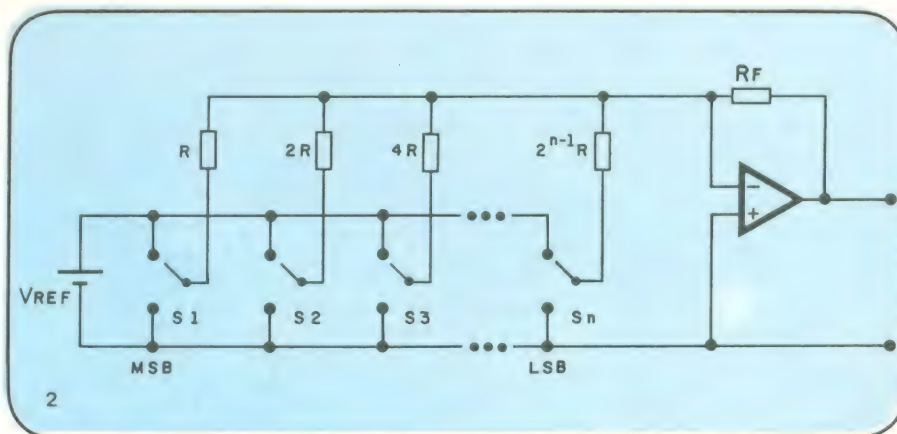 RF
R 2R 4R 2ⁿ⁻¹R
− +
VREF
S1 S2 S3 Sn
MSB LSB
2